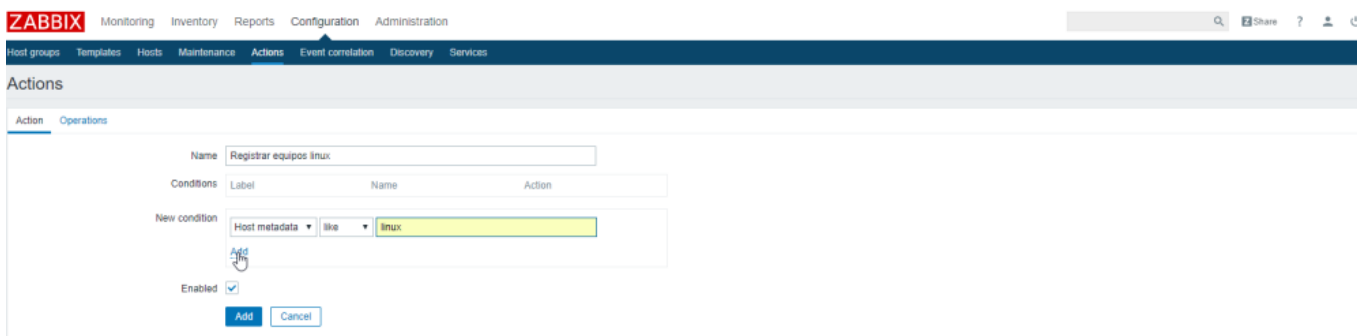 ZABBIX Monitoring Inventory Reports Configuration Administration Z Share ?
Host groups Templates Hosts Maintenance Actions Event correlation Discovery Services
Actions
Action Operations
Name Registrar equipos linux
Conditions Label Name Action
New condition Host metadata like linux
Add
Enabled
Add Cancel